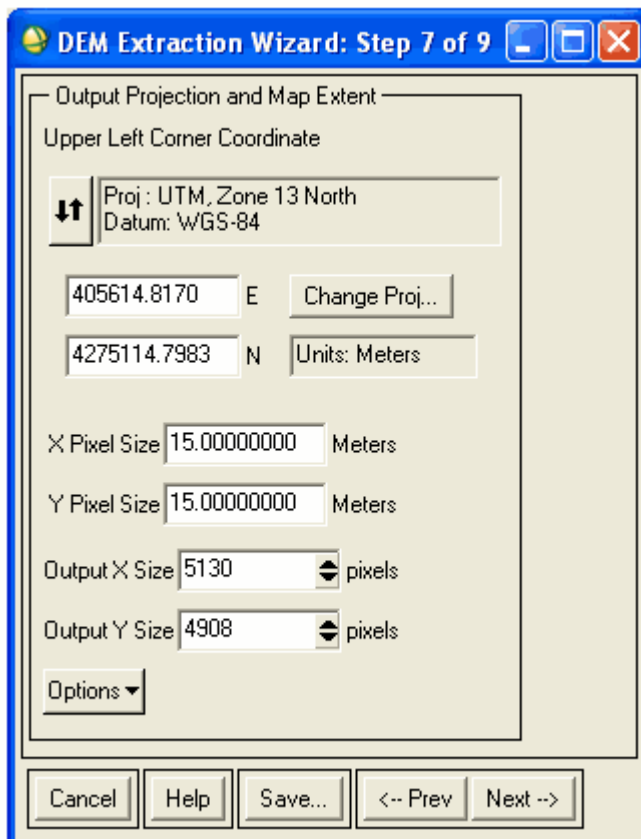 DEM Extraction Wizard: Step 7 of 9
Output Projection and Map Extent
Upper Left Corner Coordinate
Proj : UTM, Zone 13 North
Datum: WGS-84
405614.8170 E Change Proj...
4275114.7983 N Units: Meters
X Pixel Size 15.00000000 Meters
Y Pixel Size 15.00000000 Meters
Output X Size 5130 pixels
Output Y Size 4908 pixels
Options
Cancel Help Save... <-- Prev Next -->